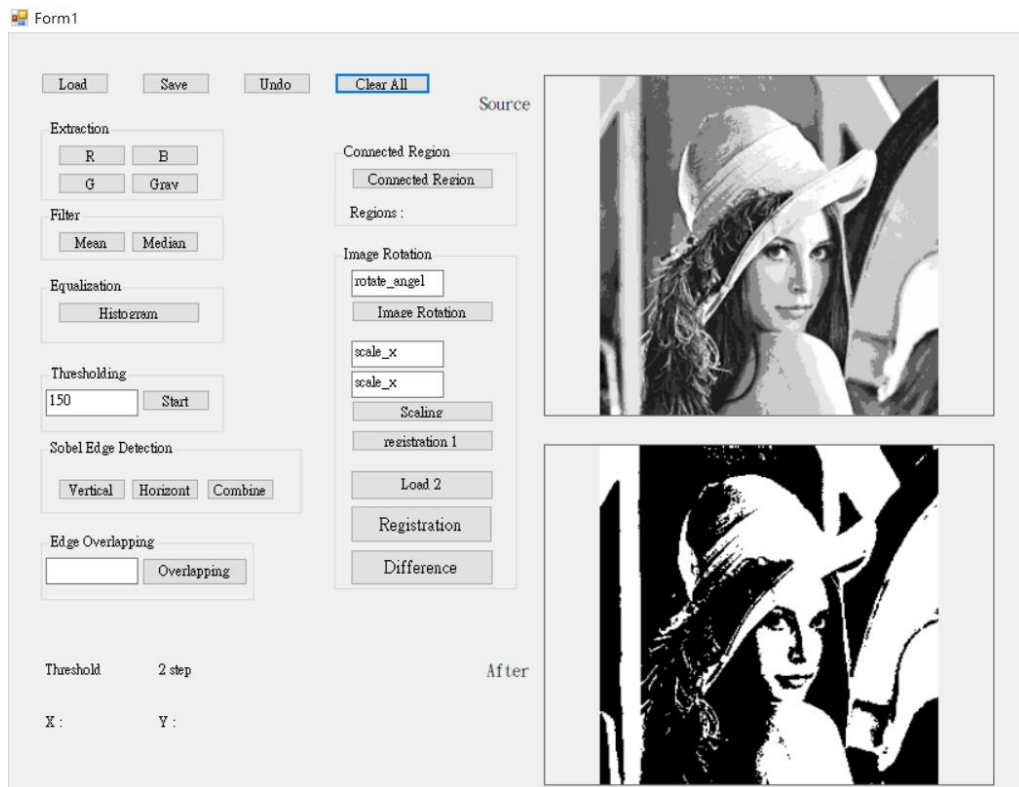 Form1
Load Save Undo Clear All
Source
Extraction
R B
G Gray
Filter
Mean Median
Equalization
Histogram
Thresholding
150 Start
Sobel Edge Detection
Vertical Horizont Combine
Edge Overlapping
Overlapping
Connected Region
Connected Region
Regions :
Image Rotation
rotate_angel
Image Rotation
scale_x
scale_x
Scaling
registration 1
Load 2
Registration
Difference
Threshold 2 step
After
X : Y :